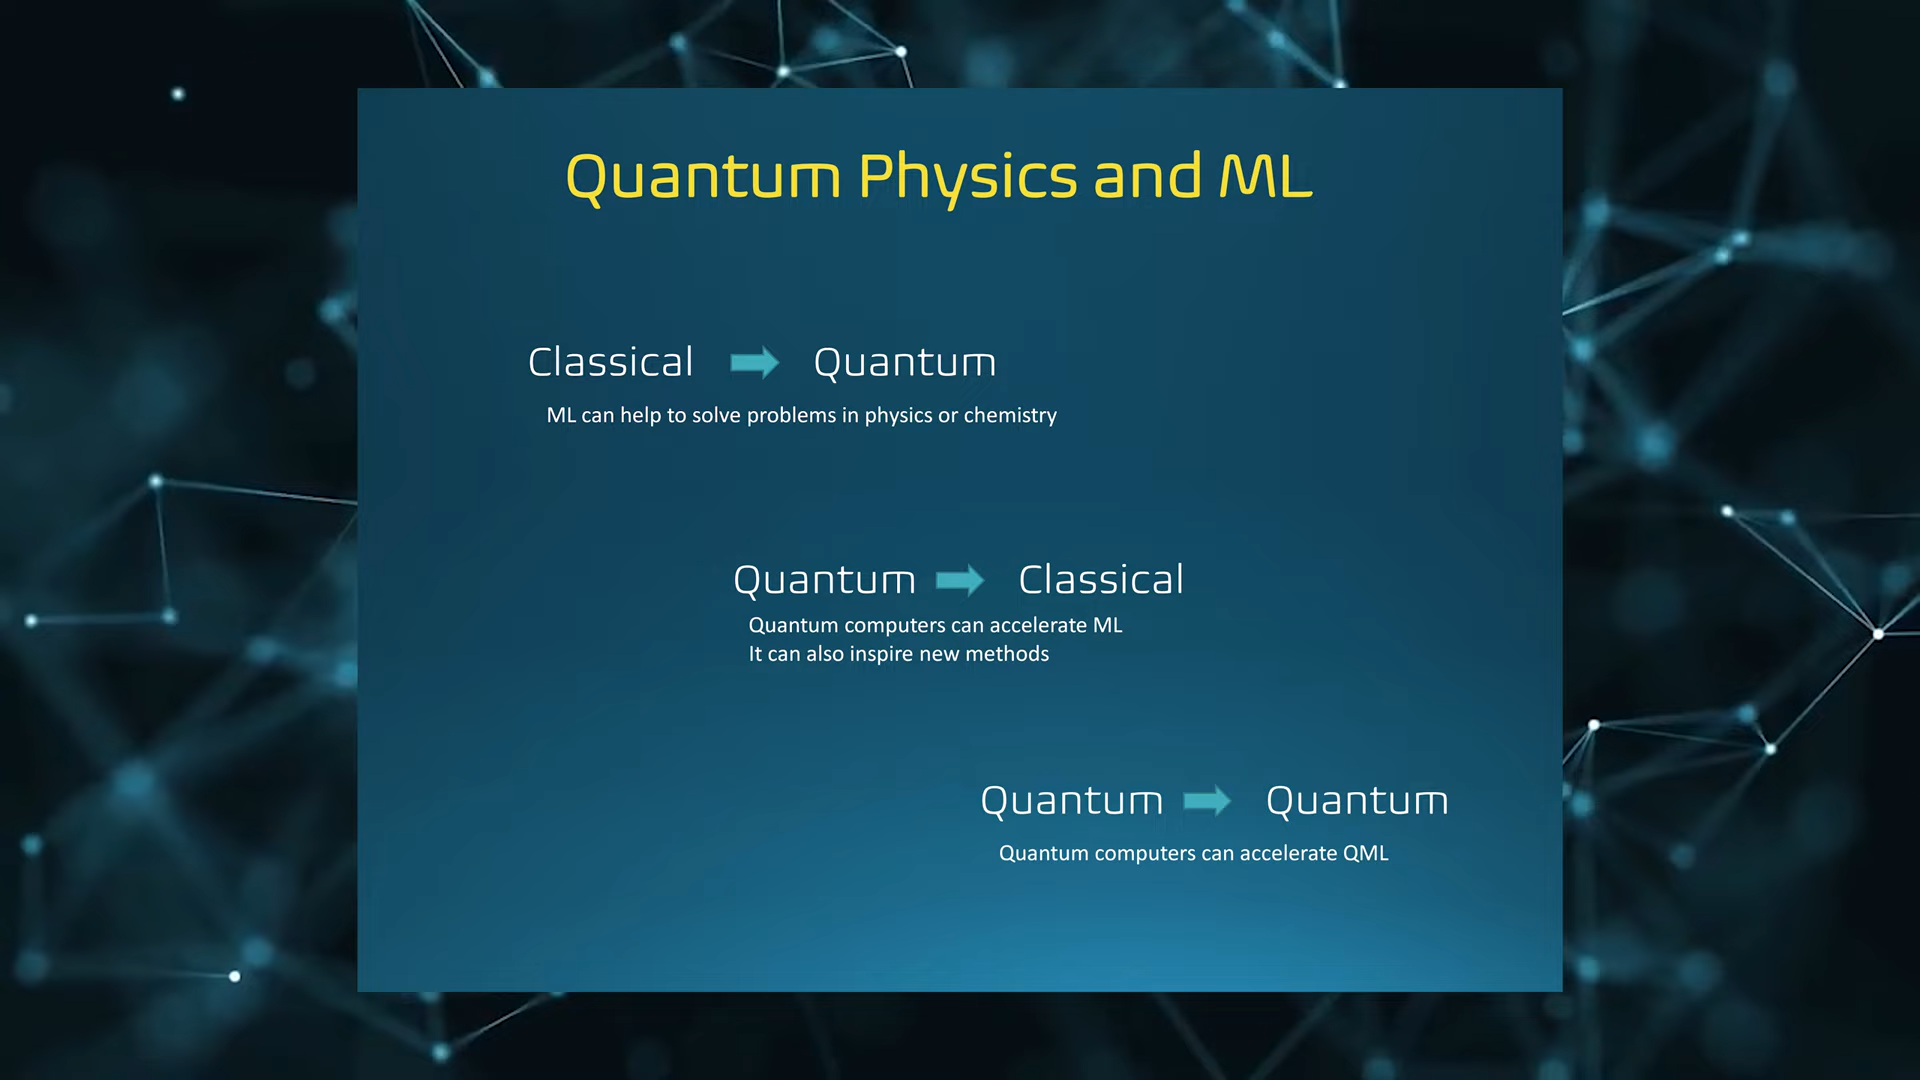 Quantum Physics and ML
Classical Quantum
ML can help to solve problems in physics or chemistry
Quantum Classical
Quantum computers can accelerate ML
It can also inspire new methods
Quantum Quantum
Quantum computers can accelerate QML